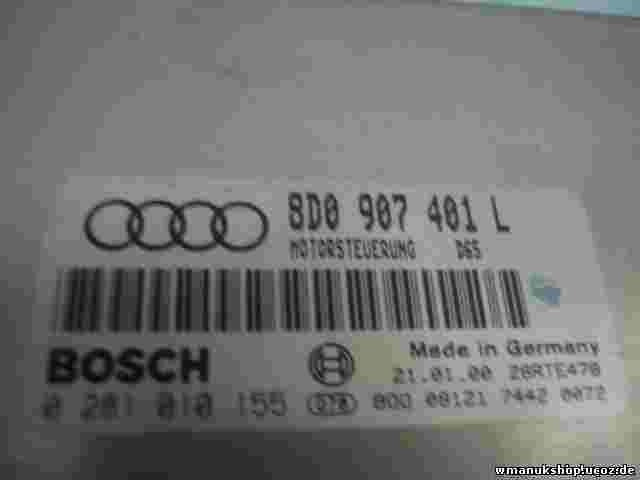 8D0 907 401 L
MOTORSTEUERUNG DG5
BOSCH
Made in Germany
21.01.00 28RTE478
0 281 010 155 800 08121 7442 0072
wmanukshop.ucoz.de